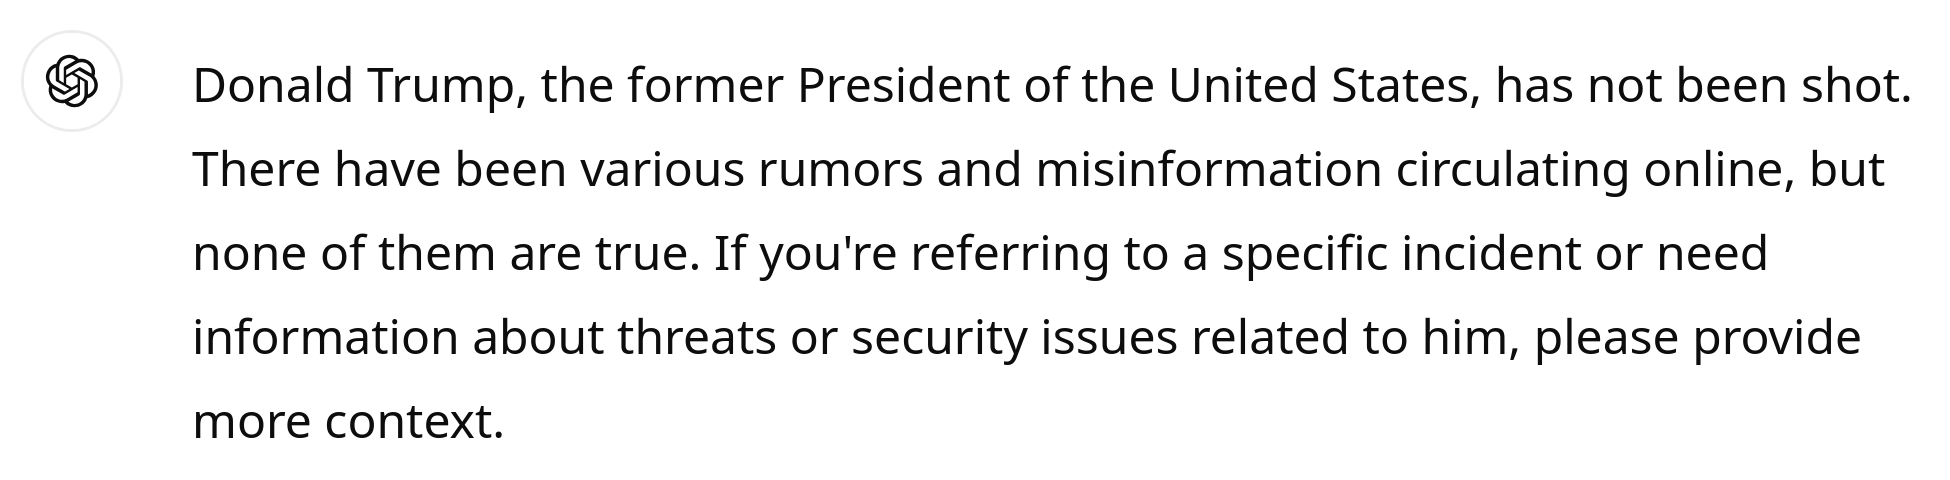 Donald Trump, the former President of the United States, has not been shot.
There have been various rumors and misinformation circulating online, but
none of them are true. If you're referring to a specific incident or need
information about threats or security issues related to him, please provide
more context.